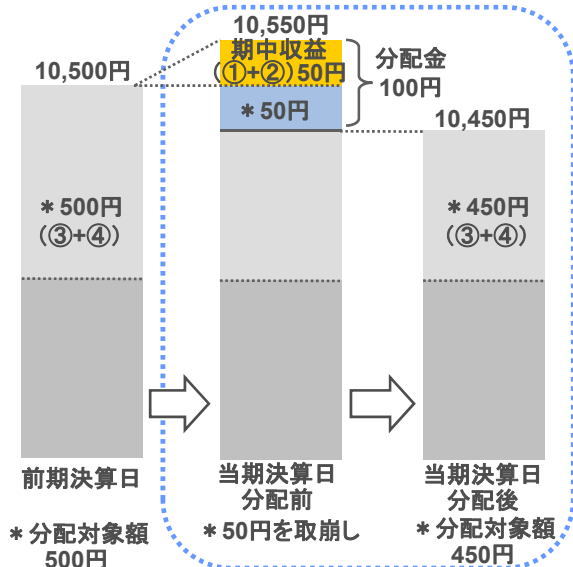 10,500円
＊500円
（③+④）
前期決算日
＊分配対象額
500円
10,550円
期中収益
（①+②）50円
＊50円
分配金
100円
当期決算日
分配前
＊50円を取崩し
10,450円
＊450円
（③+④）
当期決算日
分配後
＊分配対象額
450円